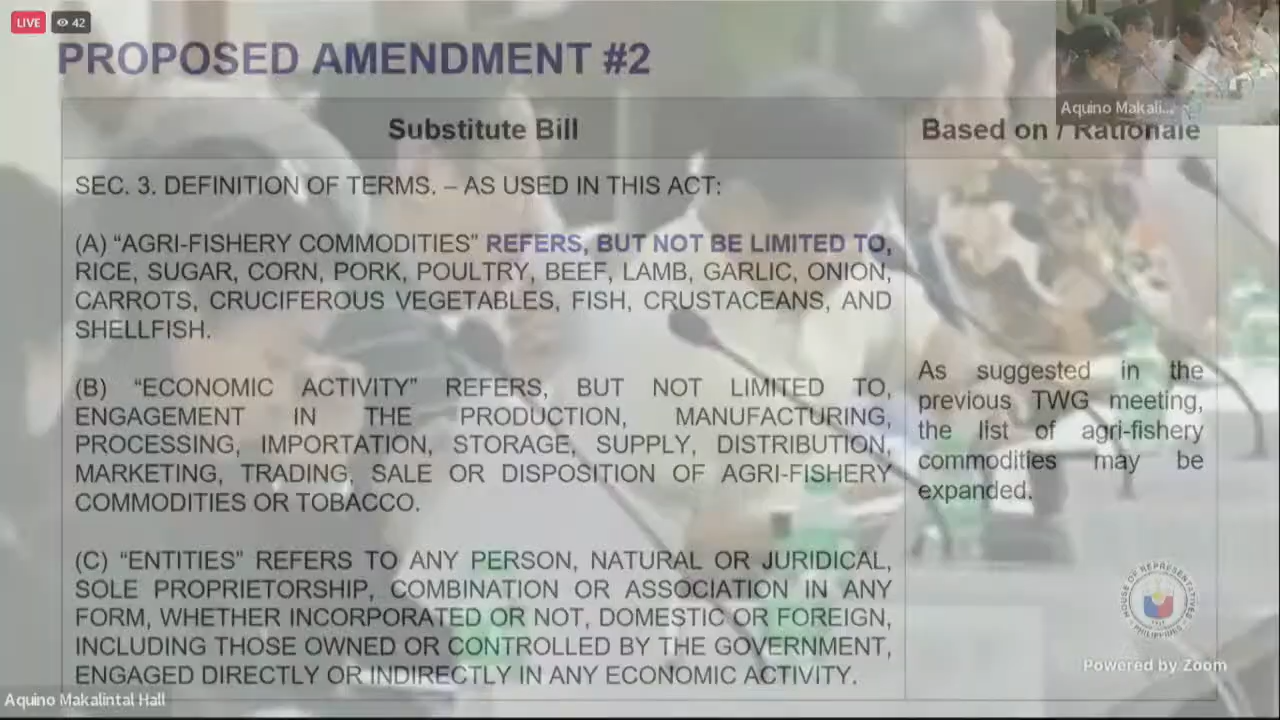 LIVE
42
PROPOSED AMENDMENT #2
Aquino Makali...
Substitute Bill
Based on / Rationale
SEC. 3. DEFINITION OF TERMS. – AS USED IN THIS ACT:
(A) “AGRI-FISHERY COMMODITIES” REFERS, BUT NOT BE LIMITED TO,
RICE, SUGAR, CORN, PORK, POULTRY, BEEF, LAMB, GARLIC, ONION,
CARROTS, CRUCIFEROUS VEGETABLES, FISH, CRUSTACEANS, AND
SHELLFISH.
(B) “ECONOMIC ACTIVITY” REFERS, BUT NOT LIMITED TO,
ENGAGEMENT IN THE PRODUCTION, MANUFACTURING,
PROCESSING, IMPORTATION, STORAGE, SUPPLY, DISTRIBUTION,
MARKETING, TRADING, SALE OR DISPOSITION OF AGRI-FISHERY
COMMODITIES OR TOBACCO.
(C) “ENTITIES” REFERS TO ANY PERSON, NATURAL OR JURIDICAL,
SOLE PROPRIETORSHIP, COMBINATION OR ASSOCIATION IN ANY
FORM, WHETHER INCORPORATED OR NOT, DOMESTIC OR FOREIGN,
INCLUDING THOSE OWNED OR CONTROLLED BY THE GOVERNMENT,
ENGAGED DIRECTLY OR INDIRECTLY IN ANY ECONOMIC ACTIVITY.
As suggested in the
previous TWG meeting,
the list of agri-fishery
commodities may be
expanded.
HOUSE OF REPRESENTATIVES
PHILIPPINES
Powered by Zoom
Aquino Makalintal Hall